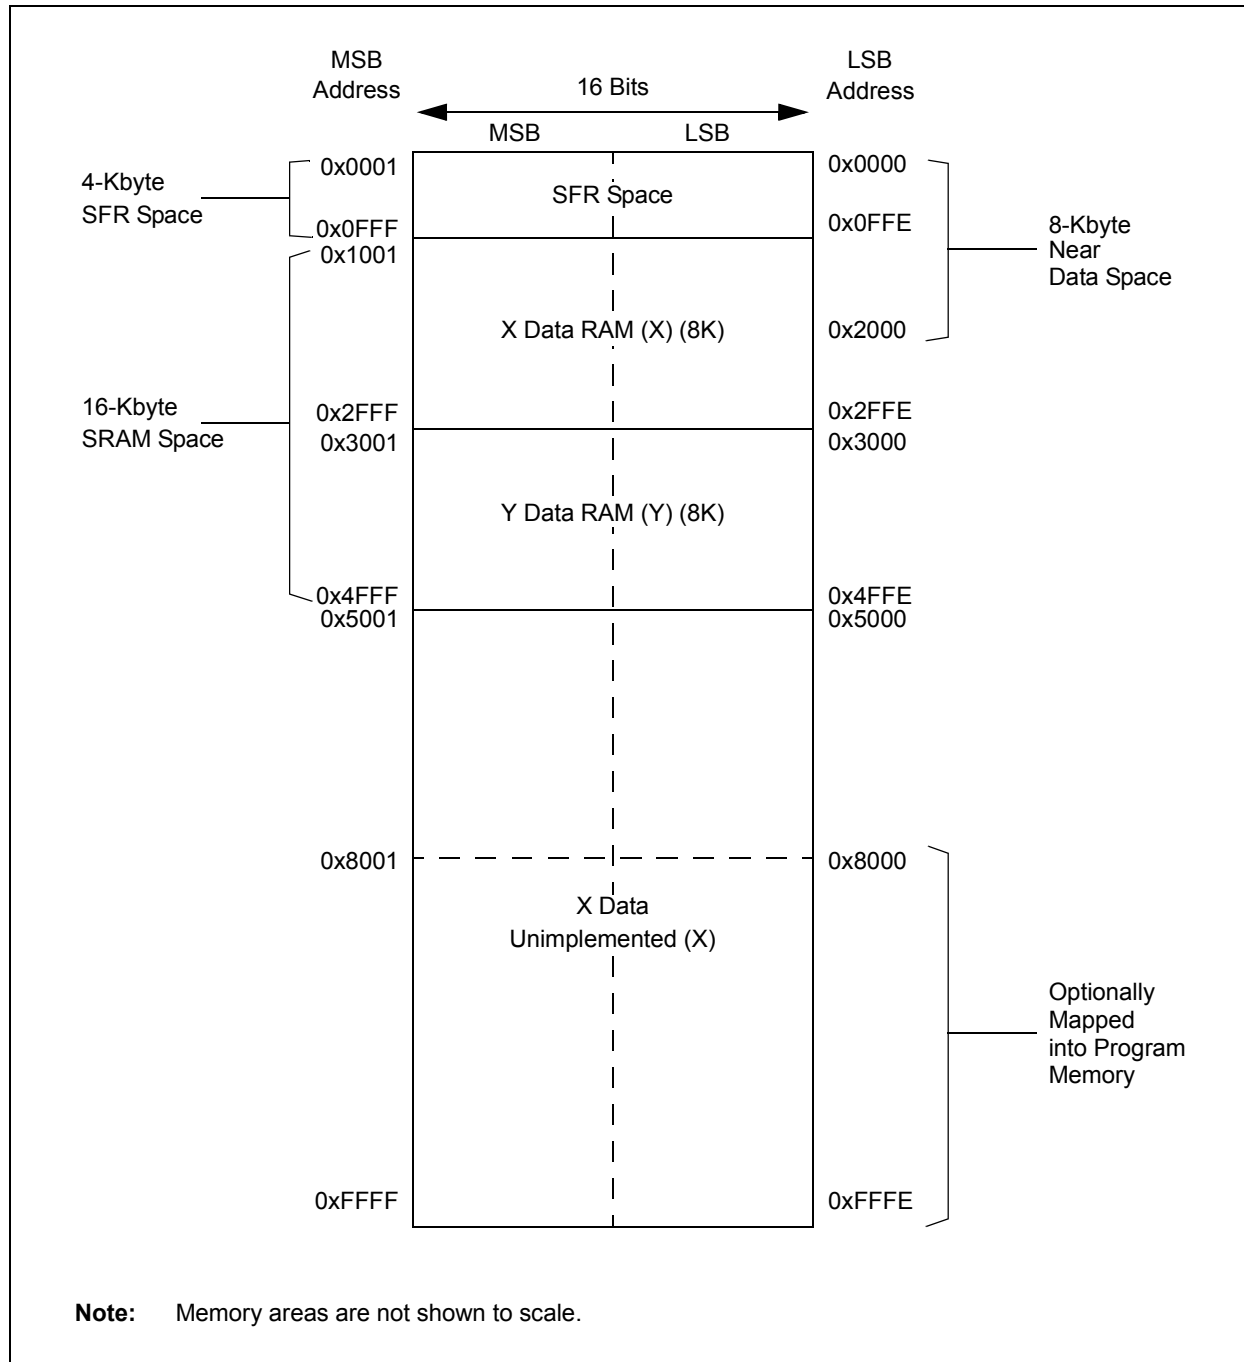 MSB
Address
LSB
Address
16 Bits
MSB
LSB
0x0001
0x0000
4-Kbyte
SFR Space
SFR Space
0x0FFF
0x0FFE
8-Kbyte
Near
Data Space
0x1001
X Data RAM (X) (8K)
0x2000
16-Kbyte
SRAM Space
0x2FFF
0x2FFE
0x3001
0x3000
Y Data RAM (Y) (8K)
0x4FFF
0x4FFE
0x5001
0x5000
0x8001
0x8000
X Data
Unimplemented (X)
Optionally
Mapped
into Program
Memory
0xFFFF
0xFFFE
Note: Memory areas are not shown to scale.